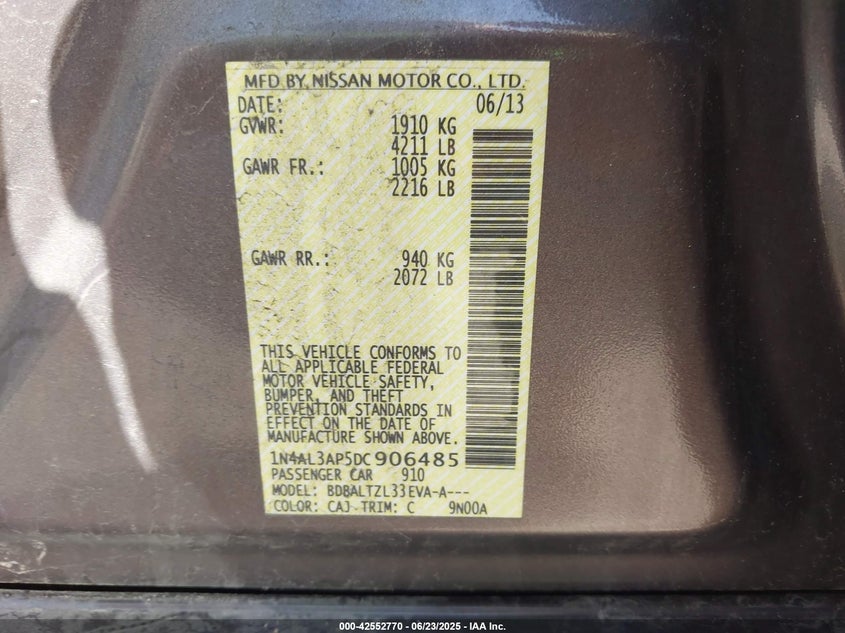 MFD BY NISSAN MOTOR CO., LTD.
DATE: 06/13
GVWR: 1910 KG
4211 LB
GAWR FR.: 1005 KG
2216 LB
GAWR RR.: 940 KG
2072 LB
THIS VEHICLE CONFORMS TO
ALL APPLICABLE FEDERAL
MOTOR VEHICLE SAFETY,
BUMPER, AND THEFT
PREVENTION STANDARDS IN
EFFECT ON THE DATE OF
MANUFACTURE SHOWN ABOVE.
1N4AL3AP5DC906485
PASSENGER CAR 910
MODEL: BDBALTZL33EVA-A---
COLOR: CAJ TRIM: C 9N00A
000-42552770 - 06/23/2025 - IAA Inc.